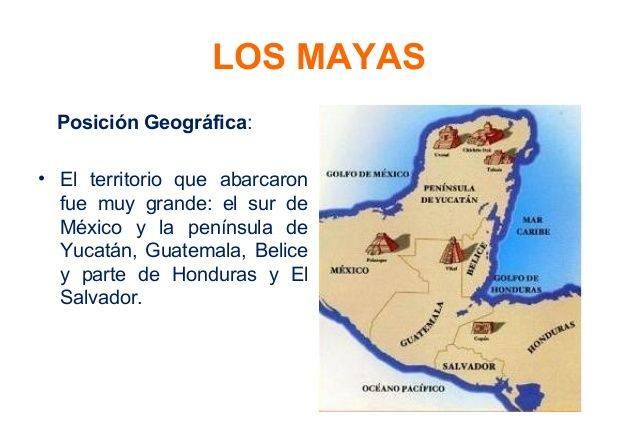 LOS MAYAS
Posición Geográfica:
• El territorio que abarcaron
fue muy grande: el sur de
México y la península de
Yucatán, Guatemala, Belice
y parte de Honduras y El
Salvador.
Uxmal
Chichén Itzá
Tulum
GOLFO DE MÉXICO
PENÍNSULA
DE YUCATÁN
MAR
CARIBE
Palenque
MÉXICO
Tikal
BELICE
GOLFO DE
HONDURAS
GUATEMALA
Copán
HONDURAS
SALVADOR
OCÉANO PACÍFICO